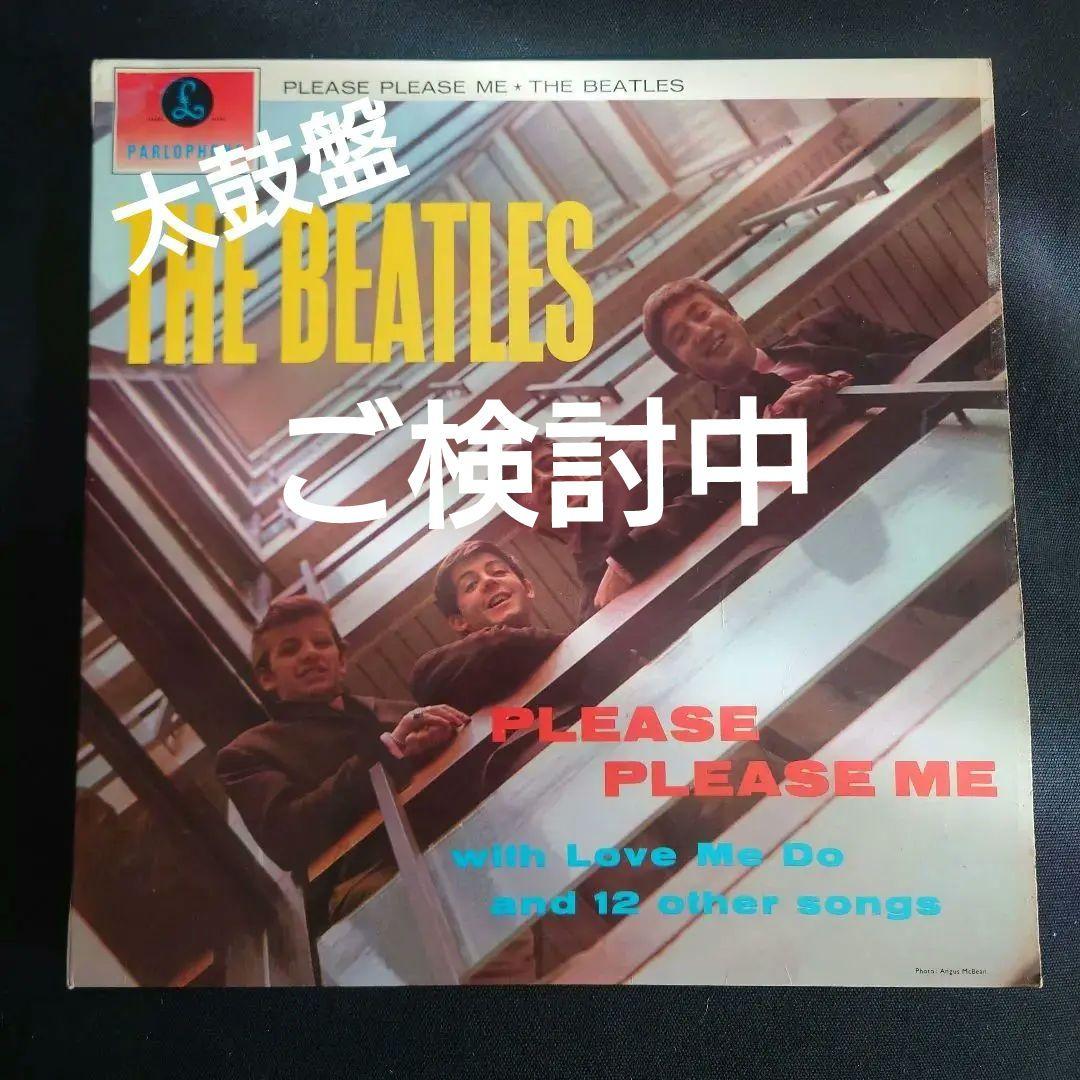 PLEASE PLEASE ME ★ THE BEATLES
£
PARLOPHONE
太鼓盤
THE BEATLES
ご検討中
PLEASE
PLEASE ME
with Love Me Do
and 12 other songs
Photo: Angus McBean